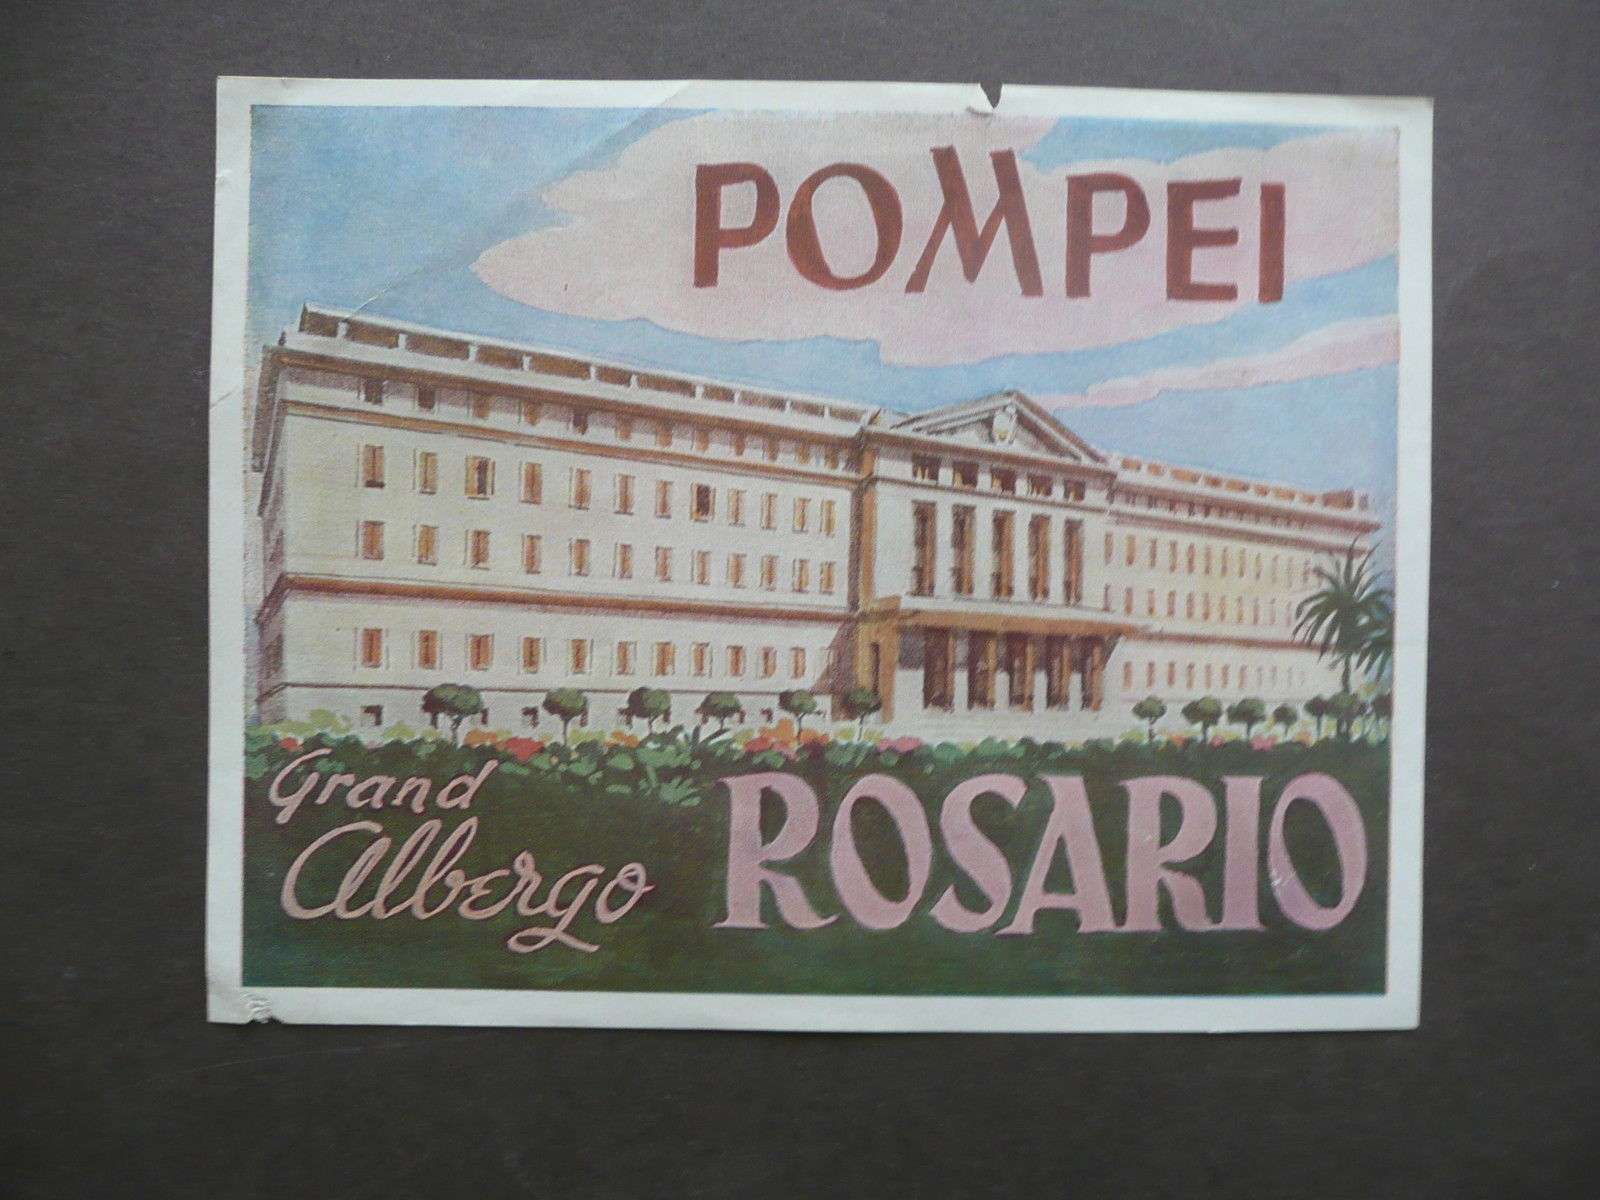 POMPEI
Grand
Albergo
ROSARIO